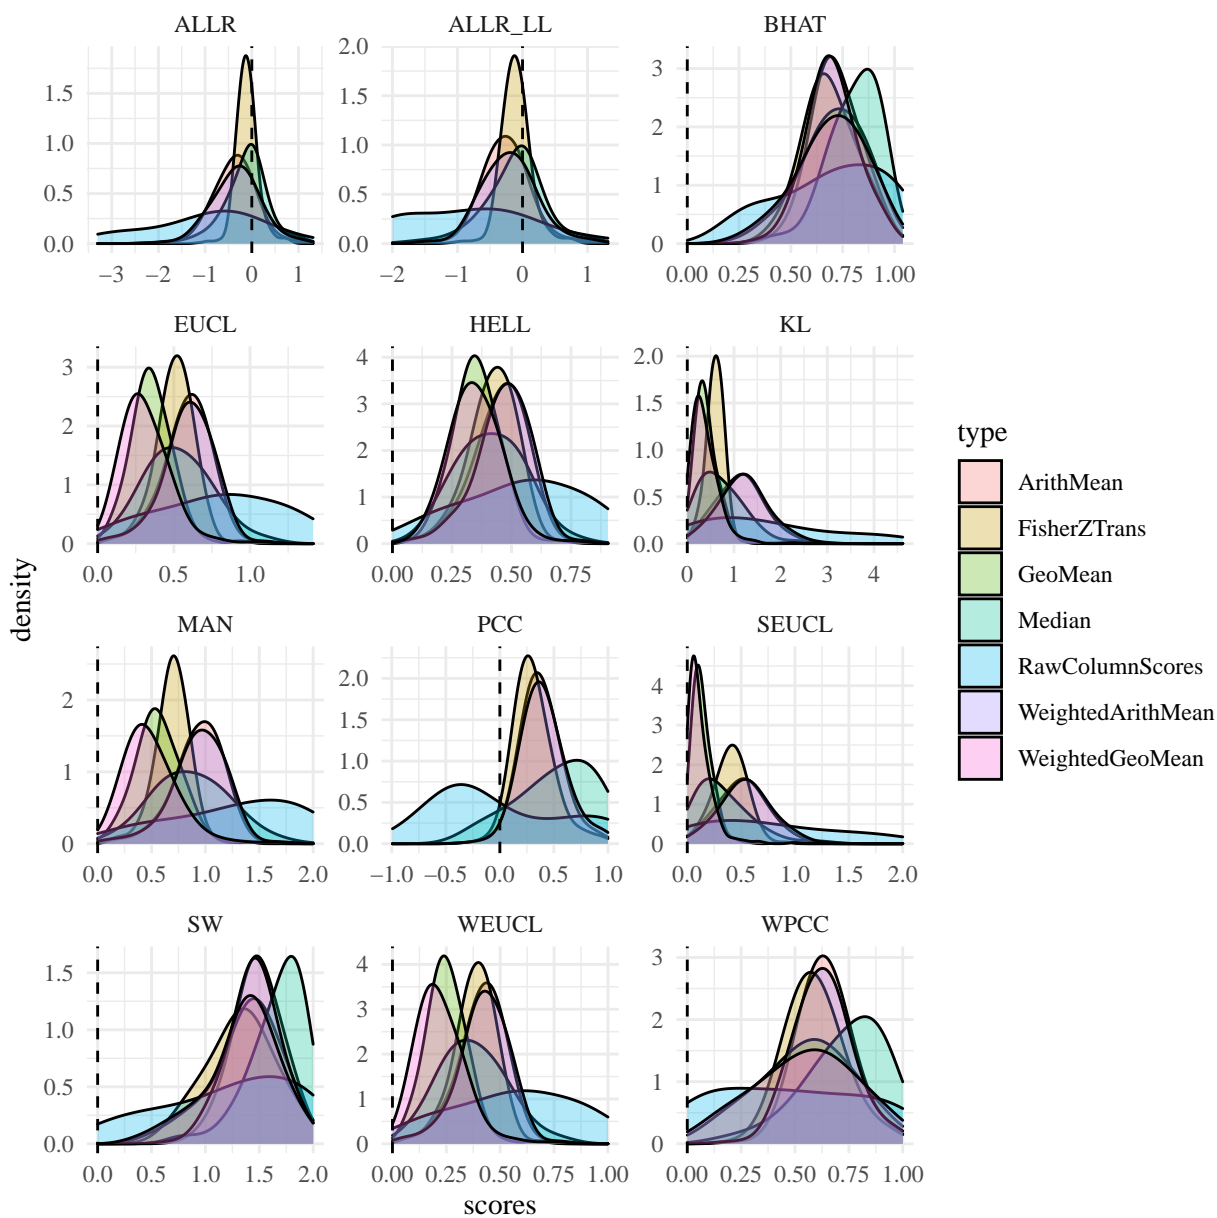 ALLR
ALLR_LL
BHAT
0.0
0.5
1.0
1.5
−3 −2 −1 0 1
0.0
0.5
1.0
1.5
2.0
−2 −1 0 1
0
1
2
3
0.00 0.25 0.50 0.75 1.00
EUCL
HELL
KL
0
1
2
3
0.0 0.5 1.0
0
1
2
3
4
0.00 0.25 0.50 0.75
0.0
0.5
1.0
1.5
2.0
0 1 2 3 4
MAN
PCC
SEUCL
0
1
2
0.0 0.5 1.0 1.5 2.0
0.0
0.5
1.0
1.5
2.0
−1.0 −0.5 0.0 0.5 1.0
0
1
2
3
4
0.0 0.5 1.0 1.5 2.0
SW
WEUCL
WPCC
0.0
0.5
1.0
1.5
0.0 0.5 1.0 1.5 2.0
0
1
2
3
4
0.00 0.25 0.50 0.75 1.00
0
1
2
3
0.00 0.25 0.50 0.75 1.00
scores
density
type
ArithMean
FisherZTrans
GeoMean
Median
RawColumnScores
WeightedArithMean
WeightedGeoMean